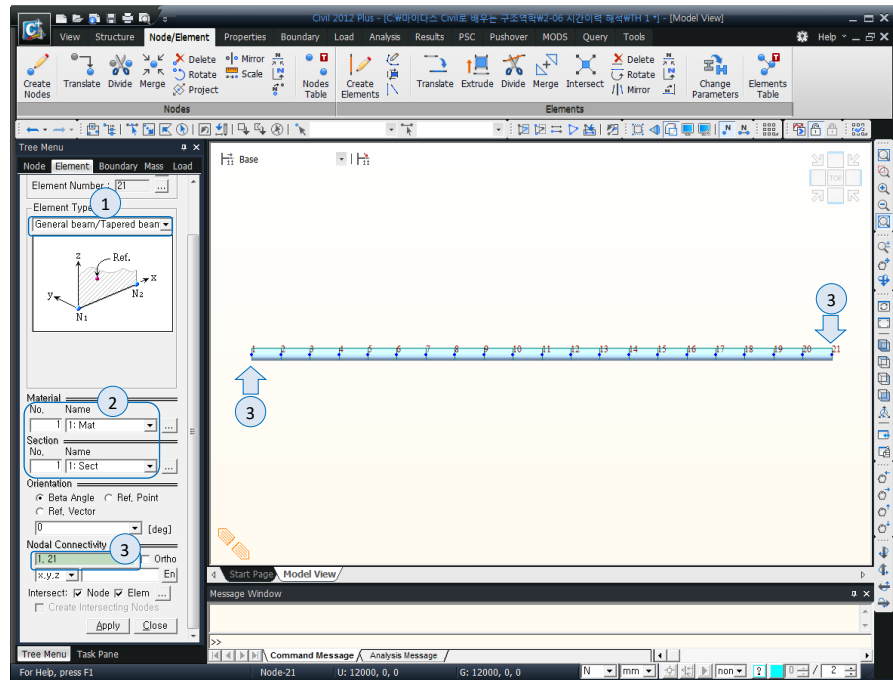 Civil 2012 Plus - [C:₩마이다스 Civil로 배우는 구조역학₩2-06 시간이력 해석₩TH 1 *] - [Model View]
View Structure Node/Element Properties Boundary Load Analysis Results PSC Pushover MODS Query Tools Help
Create Nodes
Translate
Divide
Merge
Delete
Rotate
Project
Mirror
Scale
Nodes Table
Create Elements
Translate
Extrude
Divide
Merge
Intersect
Delete
Rotate
Mirror
Change Parameters
Elements Table
Nodes
Elements
Tree Menu
Node Element Boundary Mass Load
Base
TOP
Element Number : 21 ...
Element Type
1
General beam/Tapered bean
z
Ref.
x
y
N1
N2
Material
2
No. Name
1 1: Mat ...
Section
No. Name
1 1: Sect ...
Orientation
Beta Angle Ref. Point
Ref. Vector
0 [deg]
Nodal Connectivity
3
1, 21 Ortho
x,y,z En
Intersect: Node Elem ...
Create Intersecting Nodes
Apply Close
Tree Menu Task Pane
3
1 2 3 4 5 6 7 8 9 10 11 12 13 14 15 16 17 18 19 20 21
3
Start Page Model View
Message Window
>>
Command Message Analysis Message
For Help, press F1 Node-21 U: 12000, 0, 0 G: 12000, 0, 0 N mm non ? 0 / 2